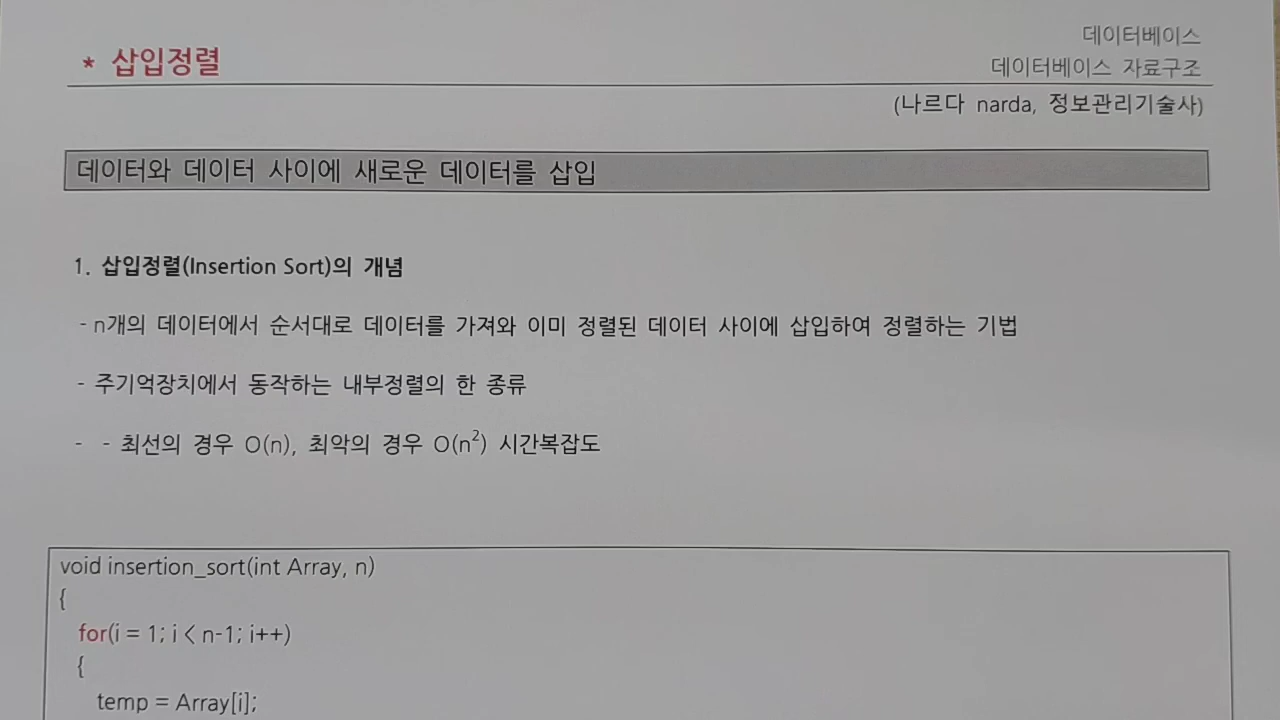 * 삽입정렬
데이터베이스
데이터베이스 자료구조
(나르다 narda, 정보관리기술사)
데이터와 데이터 사이에 새로운 데이터를 삽입
1. 삽입정렬(Insertion Sort)의 개념
- n개의 데이터에서 순서대로 데이터를 가져와 이미 정렬된 데이터 사이에 삽입하여 정렬하는 기법
- 주기억장치에서 동작하는 내부정렬의 한 종류
- - 최선의 경우 O(n), 최악의 경우 O(n²) 시간복잡도
void insertion_sort(int Array, n)
{
for(i = 1; i < n-1; i++)
{
temp = Array[i];